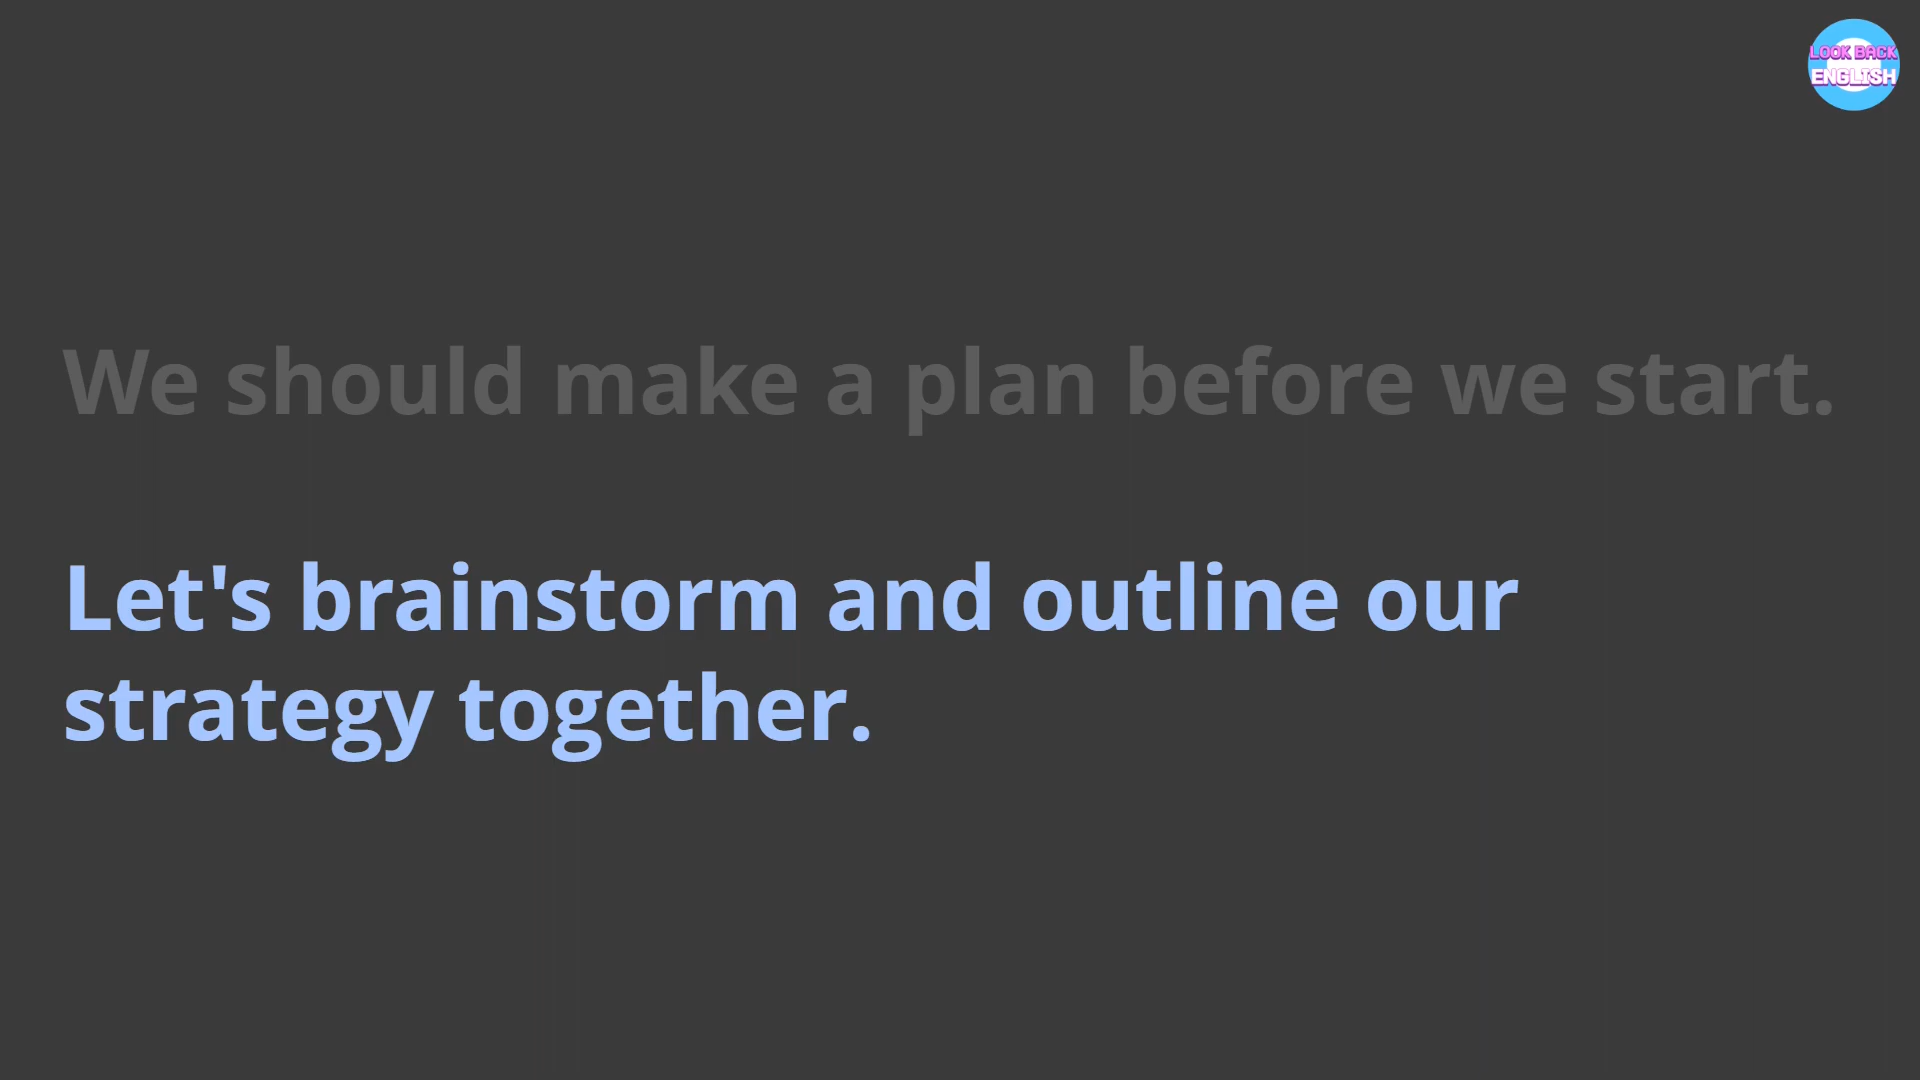 LOOK BACK
ENGLISH
We should make a plan before we start.
Let's brainstorm and outline our
strategy together.